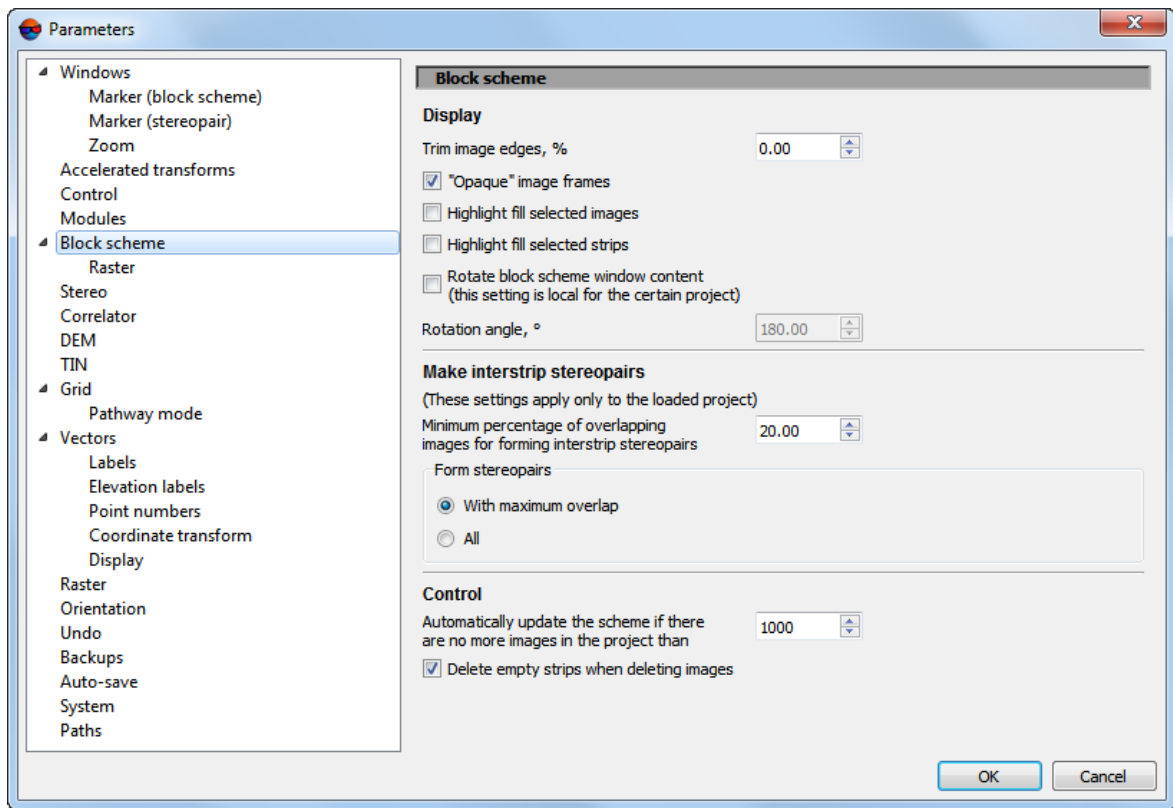 Parameters
Windows
Marker (block scheme)
Marker (stereopair)
Zoom
Accelerated transforms
Control
Modules
Block scheme
Raster
Stereo
Correlator
DEM
TIN
Grid
Pathway mode
Vectors
Labels
Elevation labels
Point numbers
Coordinate transform
Display
Raster
Orientation
Undo
Backups
Auto-save
System
Paths
Block scheme
Display
Trim image edges, % 0.00
"Opaque" image frames
Highlight fill selected images
Highlight fill selected strips
Rotate block scheme window content
(this setting is local for the certain project)
Rotation angle, ° 180.00
Make interstrip stereopairs
(These settings apply only to the loaded project)
Minimum percentage of overlapping
images for forming interstrip stereopairs 20.00
Form stereopairs
With maximum overlap
All
Control
Automatically update the scheme if there
are no more images in the project than 1000
Delete empty strips when deleting images
OK Cancel